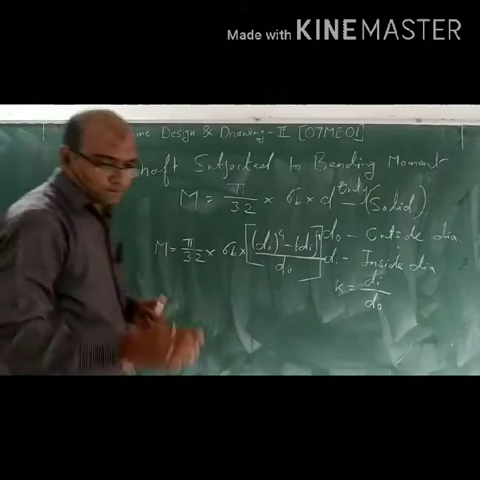 Made with KINEMASTER
ine Design & Drawing-II [07ME01]
haft Subjected to Bending Moment
Only
M = π/32 × σb × d — (Solid)
M = π/32 × σb × [(do)⁴ - (di)⁴/do] do - Outside dia
di - Inside dia
k = di/do